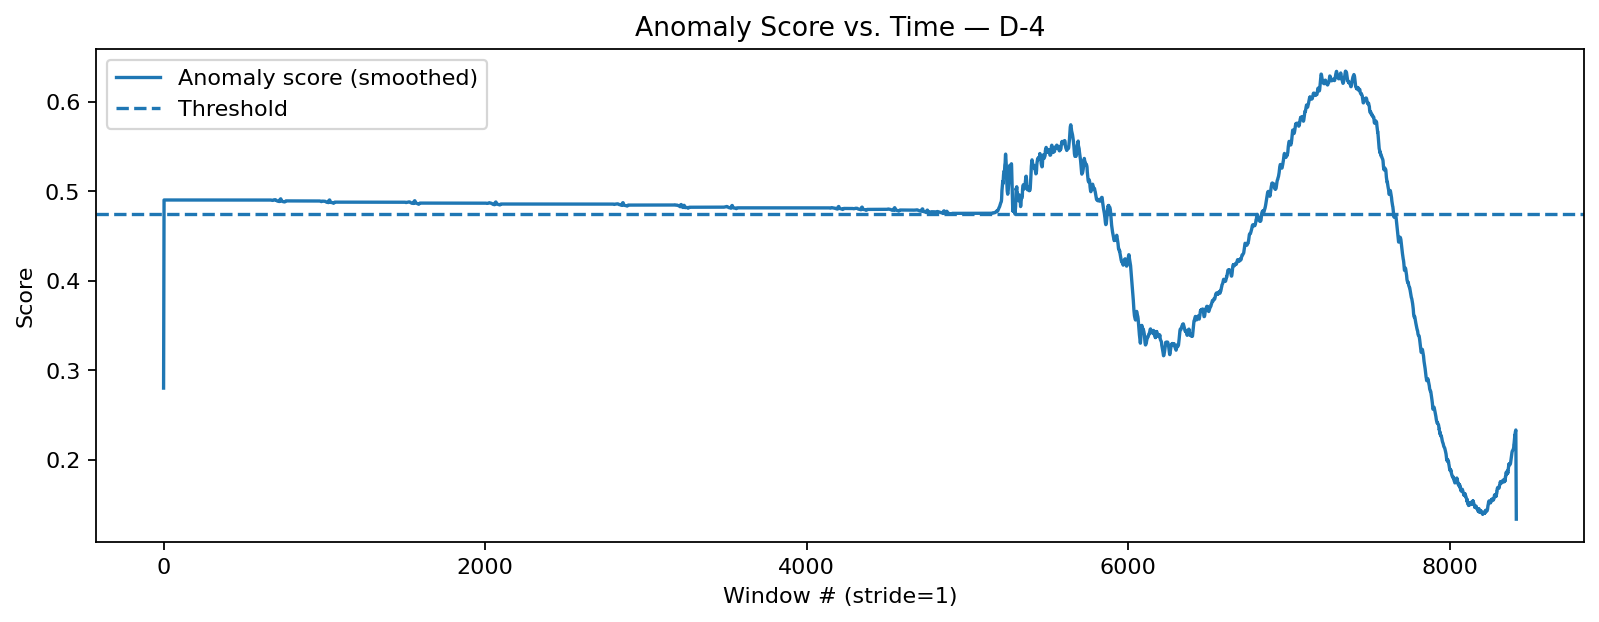 Anomaly Score vs. Time — D-4
Anomaly score (smoothed)
Threshold
Score
0.6
0.5
0.4
0.3
0.2
0 2000 4000 6000 8000
Window # (stride=1)